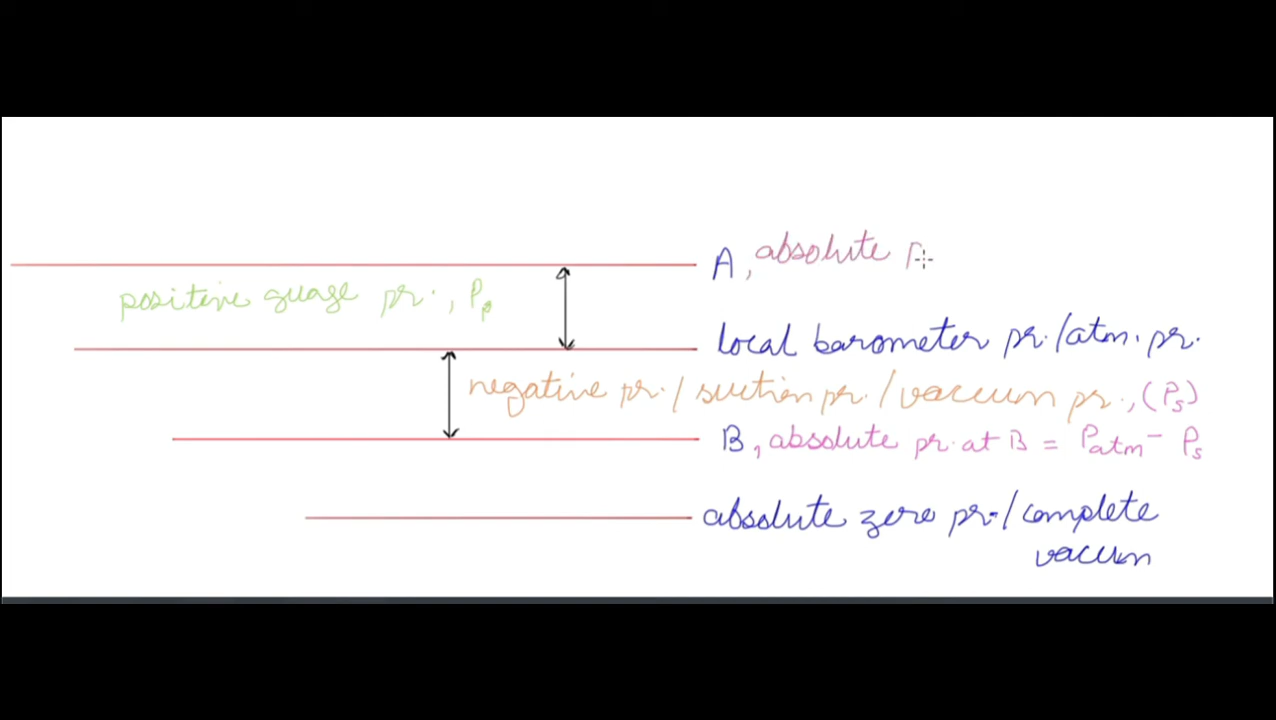 A, absolute
positive guage pr., Pp
local barometer pr./atm. pr.
negative pr./ suction pr./vaccum pr., (Ps)
B, absolute pr. at B = Patm - Ps
absolute zero pr./complete
vaccum